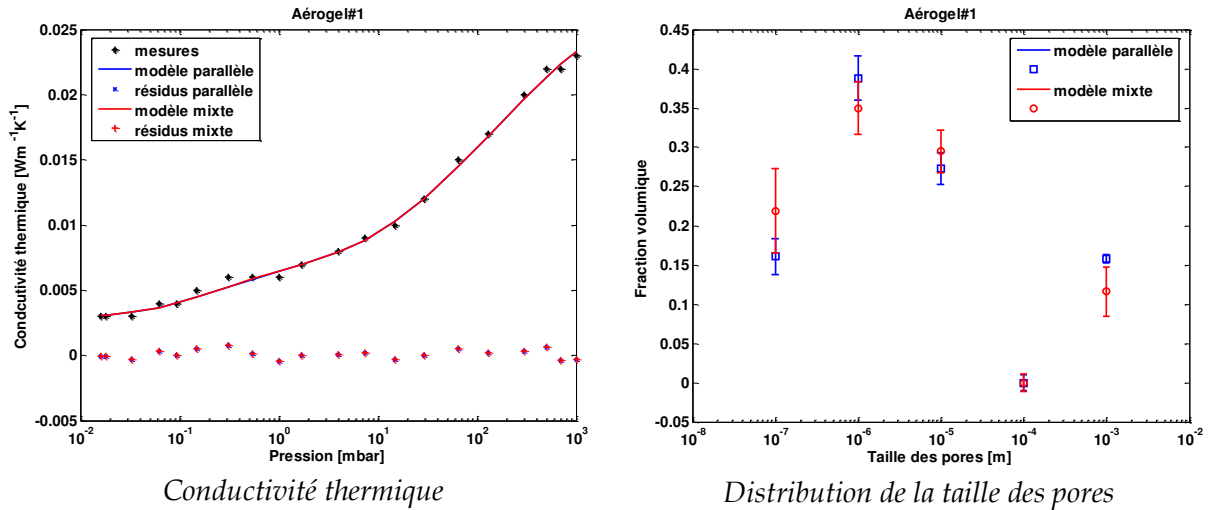 Aérogel#1
0.025
0.02
0.015
0.01
0.005
0
-0.005
Condcutivité thermique [Wm⁻¹K⁻¹]
mesures
modèle parallèle
résidus parallèle
modèle mixte
résidus mixte
10⁻² 10⁻¹ 10⁰ 10¹ 10² 10³
Pression [mbar]
Conductivité thermique
Aérogel#1
0.45
0.4
0.35
0.3
0.25
0.2
0.15
0.1
0.05
0
-0.05
Fraction volumique
modèle parallèle
modèle mixte
10⁻⁸ 10⁻⁷ 10⁻⁶ 10⁻⁵ 10⁻⁴ 10⁻³ 10⁻²
Taille des pores [m]
Distribution de la taille des pores